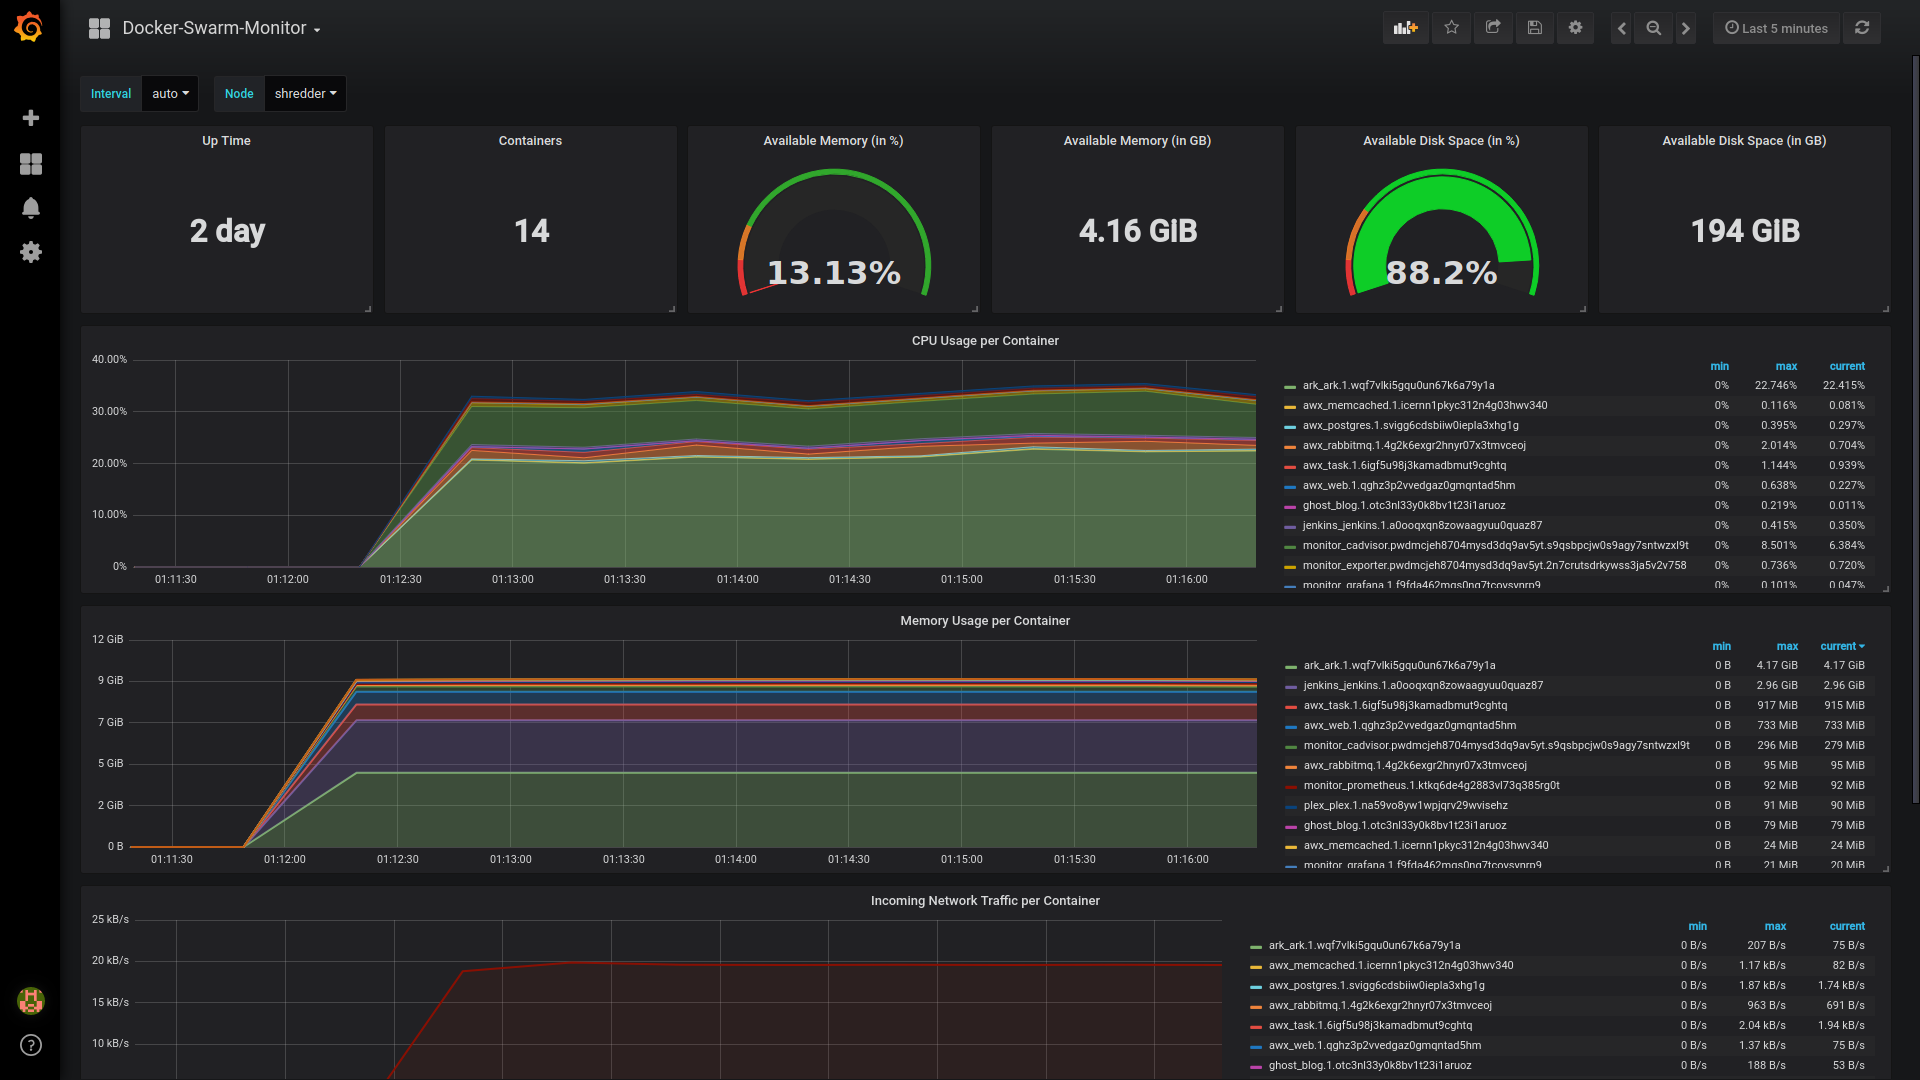 Docker-Swarm-Monitor
Last 5 minutes
Interval auto Node shredder
Up Time
2 day
Containers
14
Available Memory (in %)
13.13%
Available Memory (in GB)
4.16 GiB
Available Disk Space (in %)
88.2%
Available Disk Space (in GB)
194 GiB
CPU Usage per Container
40.00%
30.00%
20.00%
10.00%
0%
01:11:30 01:12:00 01:12:30 01:13:00 01:13:30 01:14:00 01:14:30 01:15:00 01:15:30 01:16:00
min max current
ark_ark.1.wqf7vlki5gqu0un67k6a79y1a 0% 22.746% 22.415%
awx_memcached.1.icernn1pkyc312n4g03hwv340 0% 0.116% 0.081%
awx_postgres.1.svigg6cdsbiiw0iepla3xhg1g 0% 0.395% 0.297%
awx_rabbitmq.1.4g2k6exgr2hnyr07x3tmvceoj 0% 2.014% 0.704%
awx_task.1.6igf5u98j3kamadbmut9cghtq 0% 1.144% 0.939%
awx_web.1.qghz3p2vvedgaz0gmqntad5hm 0% 0.638% 0.227%
ghost_blog.1.otc3nl33y0k8bv1t23i1aruoz 0% 0.219% 0.011%
jenkins_jenkins.1.a0ooqxqn8zowaagyuu0quaz87 0% 0.415% 0.350%
monitor_cadvisor.pwdmcjeh8704mysd3dq9av5yt.s9qsbpcjw0s9agy7sntwzxl9t 0% 8.501% 6.384%
monitor_exporter.pwdmcjeh8704mysd3dq9av5yt.2n7crutsdrkywss3ja5v2v758 0% 0.736% 0.720%
monitor_grafana.1.f9fda462mgs0ng7tcovsvnrp9 0% 0.101% 0.047%
Memory Usage per Container
12 GiB
9 GiB
7 GiB
5 GiB
2 GiB
0 B
01:11:30 01:12:00 01:12:30 01:13:00 01:13:30 01:14:00 01:14:30 01:15:00 01:15:30 01:16:00
min max current
ark_ark.1.wqf7vlki5gqu0un67k6a79y1a 0 B 4.17 GiB 4.17 GiB
jenkins_jenkins.1.a0ooqxqn8zowaagyuu0quaz87 0 B 2.96 GiB 2.96 GiB
awx_task.1.6igf5u98j3kamadbmut9cghtq 0 B 917 MiB 915 MiB
awx_web.1.qghz3p2vvedgaz0gmqntad5hm 0 B 733 MiB 733 MiB
monitor_cadvisor.pwdmcjeh8704mysd3dq9av5yt.s9qsbpcjw0s9agy7sntwzxl9t 0 B 296 MiB 279 MiB
awx_rabbitmq.1.4g2k6exgr2hnyr07x3tmvceoj 0 B 95 MiB 95 MiB
monitor_prometheus.1.ktkq6de4g2883vl73q385rg0t 0 B 92 MiB 92 MiB
plex_plex.1.na59vo8yw1wpjqrv29wvisehz 0 B 91 MiB 90 MiB
ghost_blog.1.otc3nl33y0k8bv1t23i1aruoz 0 B 79 MiB 79 MiB
awx_memcached.1.icernn1pkyc312n4g03hwv340 0 B 24 MiB 24 MiB
monitor_grafana.1.f9fda462mgs0ng7tcovsvnrp9 0 B 21 MiB 20 MiB
Incoming Network Traffic per Container
25 kB/s
20 kB/s
15 kB/s
10 kB/s
min max current
ark_ark.1.wqf7vlki5gqu0un67k6a79y1a 0 B/s 207 B/s 75 B/s
awx_memcached.1.icernn1pkyc312n4g03hwv340 0 B/s 1.17 kB/s 82 B/s
awx_postgres.1.svigg6cdsbiiw0iepla3xhg1g 0 B/s 1.87 kB/s 1.74 kB/s
awx_rabbitmq.1.4g2k6exgr2hnyr07x3tmvceoj 0 B/s 963 B/s 691 B/s
awx_task.1.6igf5u98j3kamadbmut9cghtq 0 B/s 2.04 kB/s 1.94 kB/s
awx_web.1.qghz3p2vvedgaz0gmqntad5hm 0 B/s 1.37 kB/s 75 B/s
ghost_blog.1.otc3nl33y0k8bv1t23i1aruoz 0 B/s 188 B/s 53 B/s